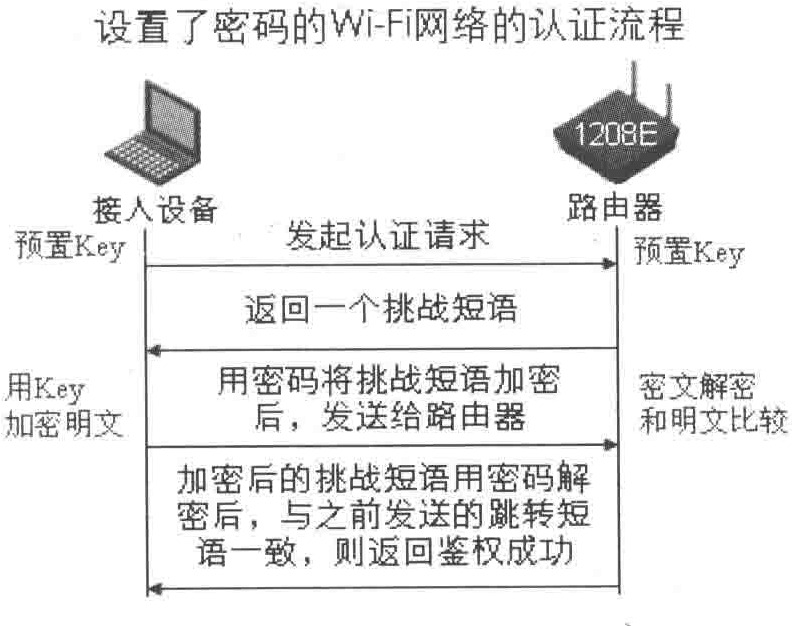 设置了密码的Wi-Fi网络的认证流程
1208E
接入设备
路由器
预置Key
发起认证请求
预置Key
返回一个挑战短语
用Key
加密明文
用密码将挑战短语加密
后，发送给路由器
密文解密
和明文比较
加密后的挑战短语用密码解
密后，与之前发送的跳转短
语一致，则返回鉴权成功